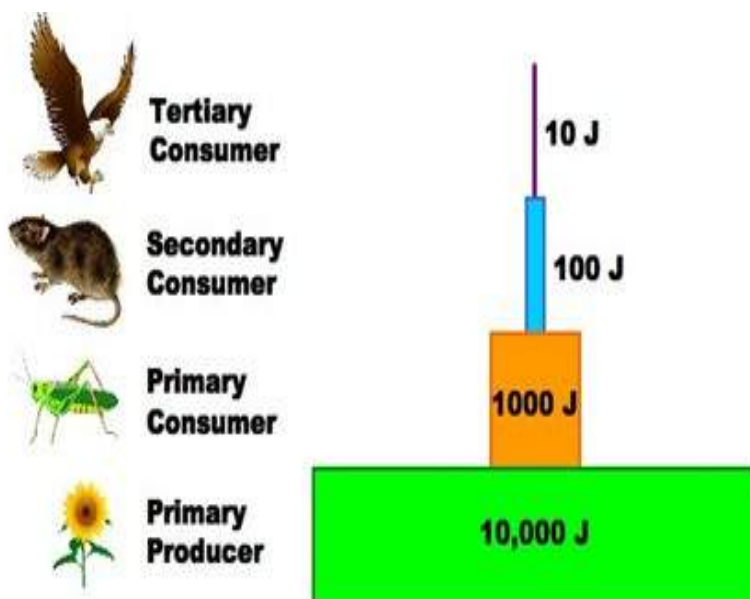 Tertiary
Consumer
10 J
Secondary
Consumer
100 J
Primary
Consumer
1000 J
Primary
Producer
10,000 J